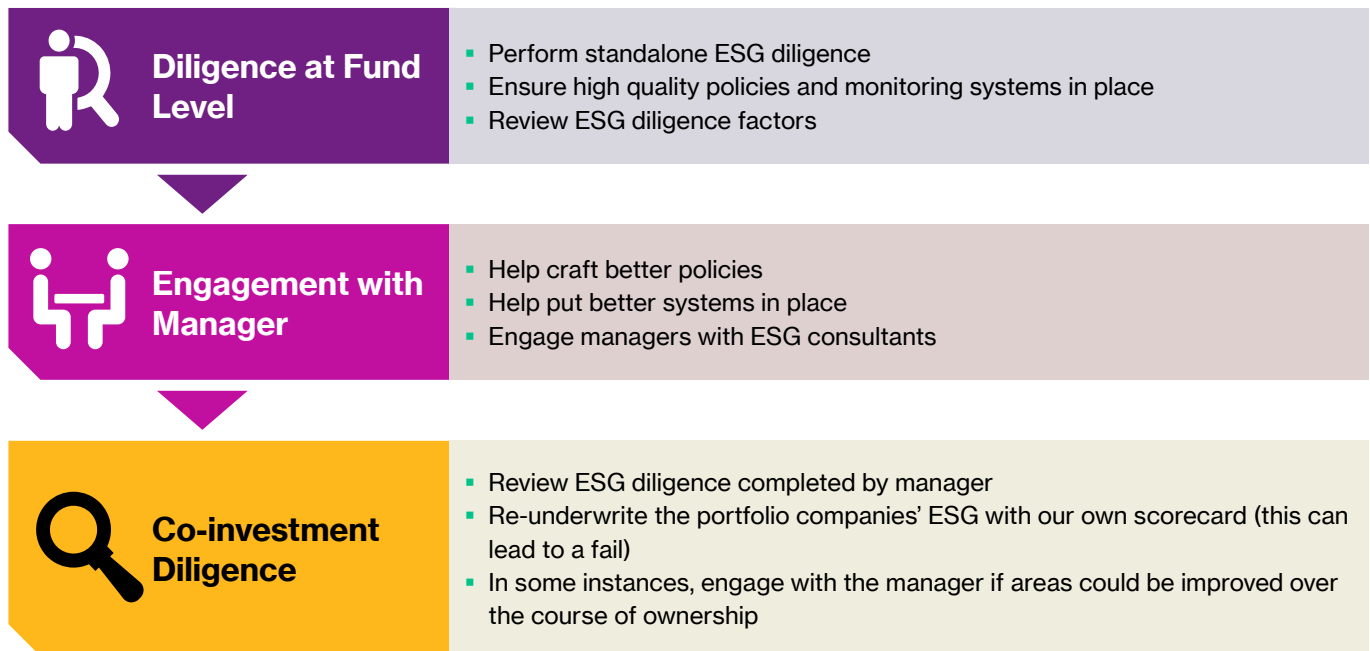 Diligence at Fund
Level
▪ Perform standalone ESG diligence
▪ Ensure high quality policies and monitoring systems in place
▪ Review ESG diligence factors
Engagement with
Manager
▪ Help craft better policies
▪ Help put better systems in place
▪ Engage managers with ESG consultants
Co-investment
Diligence
▪ Review ESG diligence completed by manager
▪ Re-underwrite the portfolio companies’ ESG with our own scorecard (this can
lead to a fail)
▪ In some instances, engage with the manager if areas could be improved over
the course of ownership